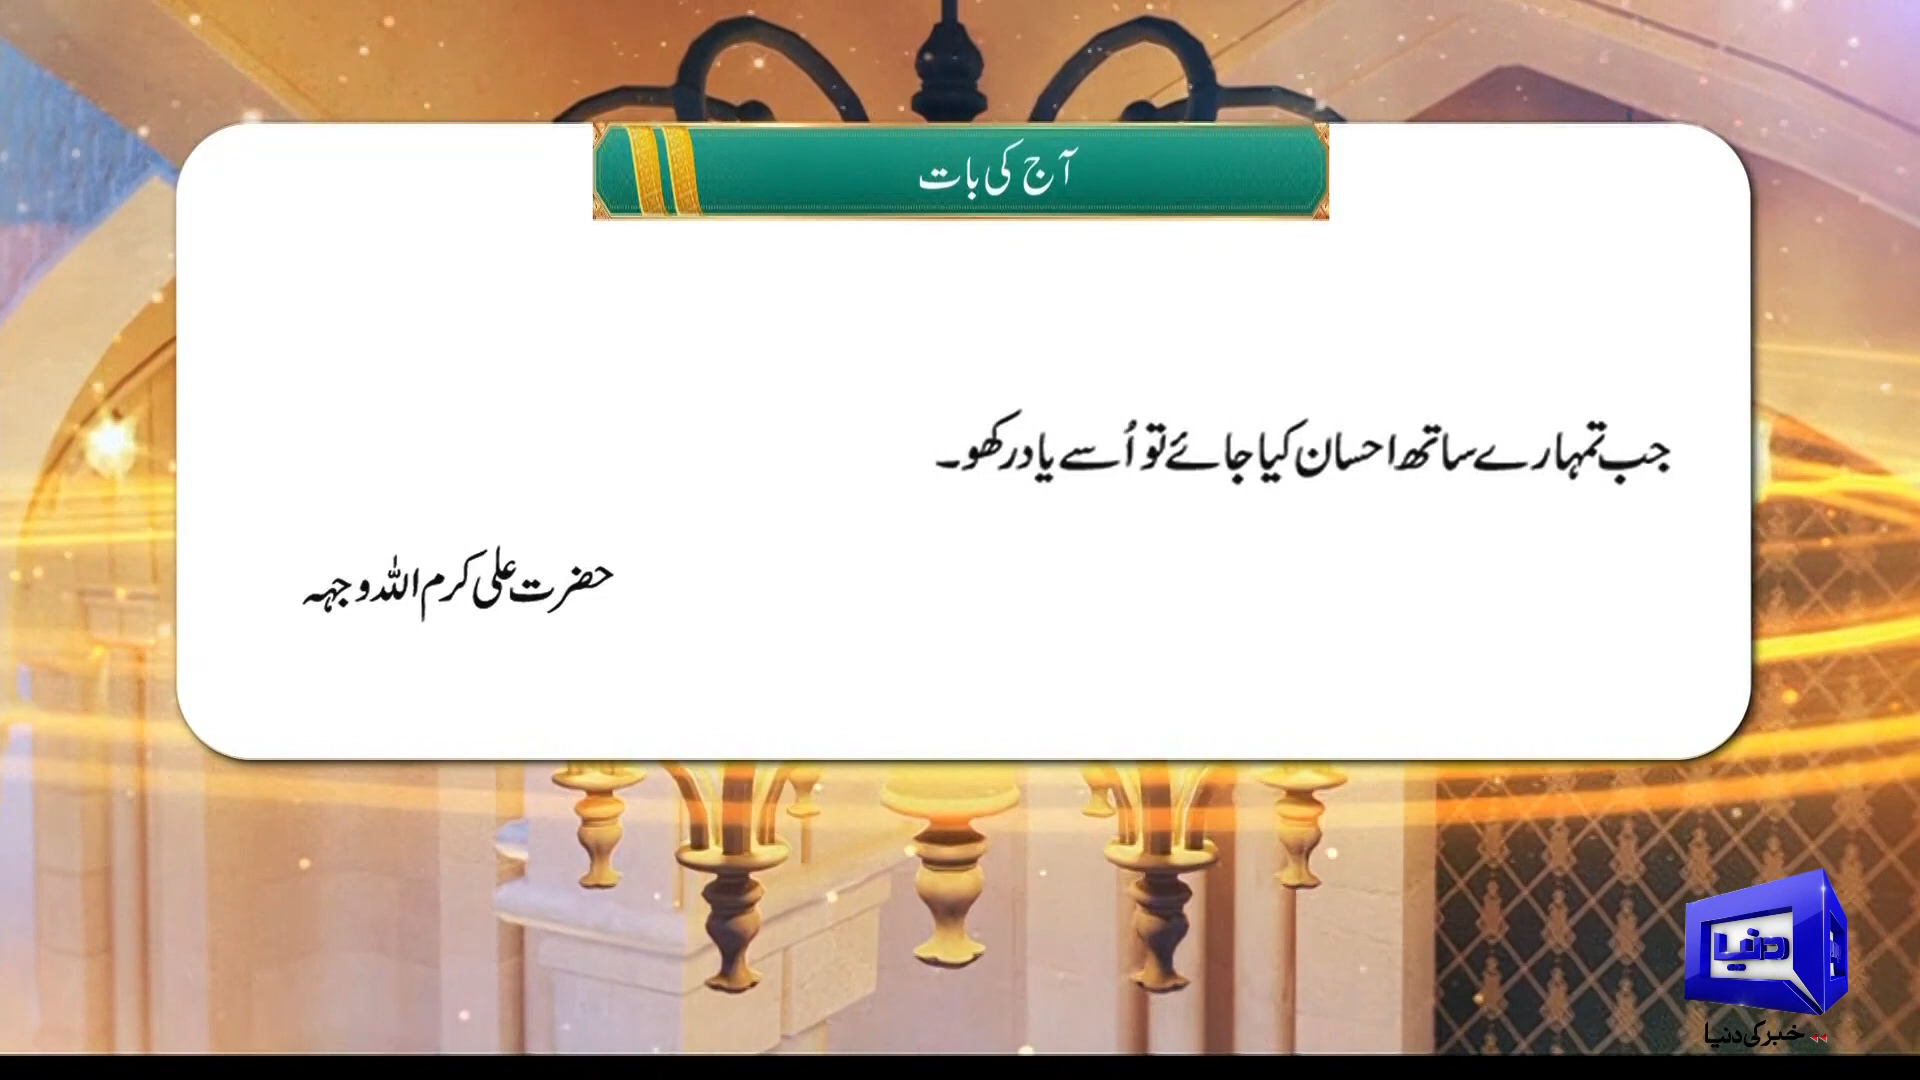 آج کی بات
جب تمہارے ساتھ احسان کیا جائے تو اُسے یاد رکھو۔
حضرت علی کرم اللہ وجہہ
دنیا
خبر کی دنیا